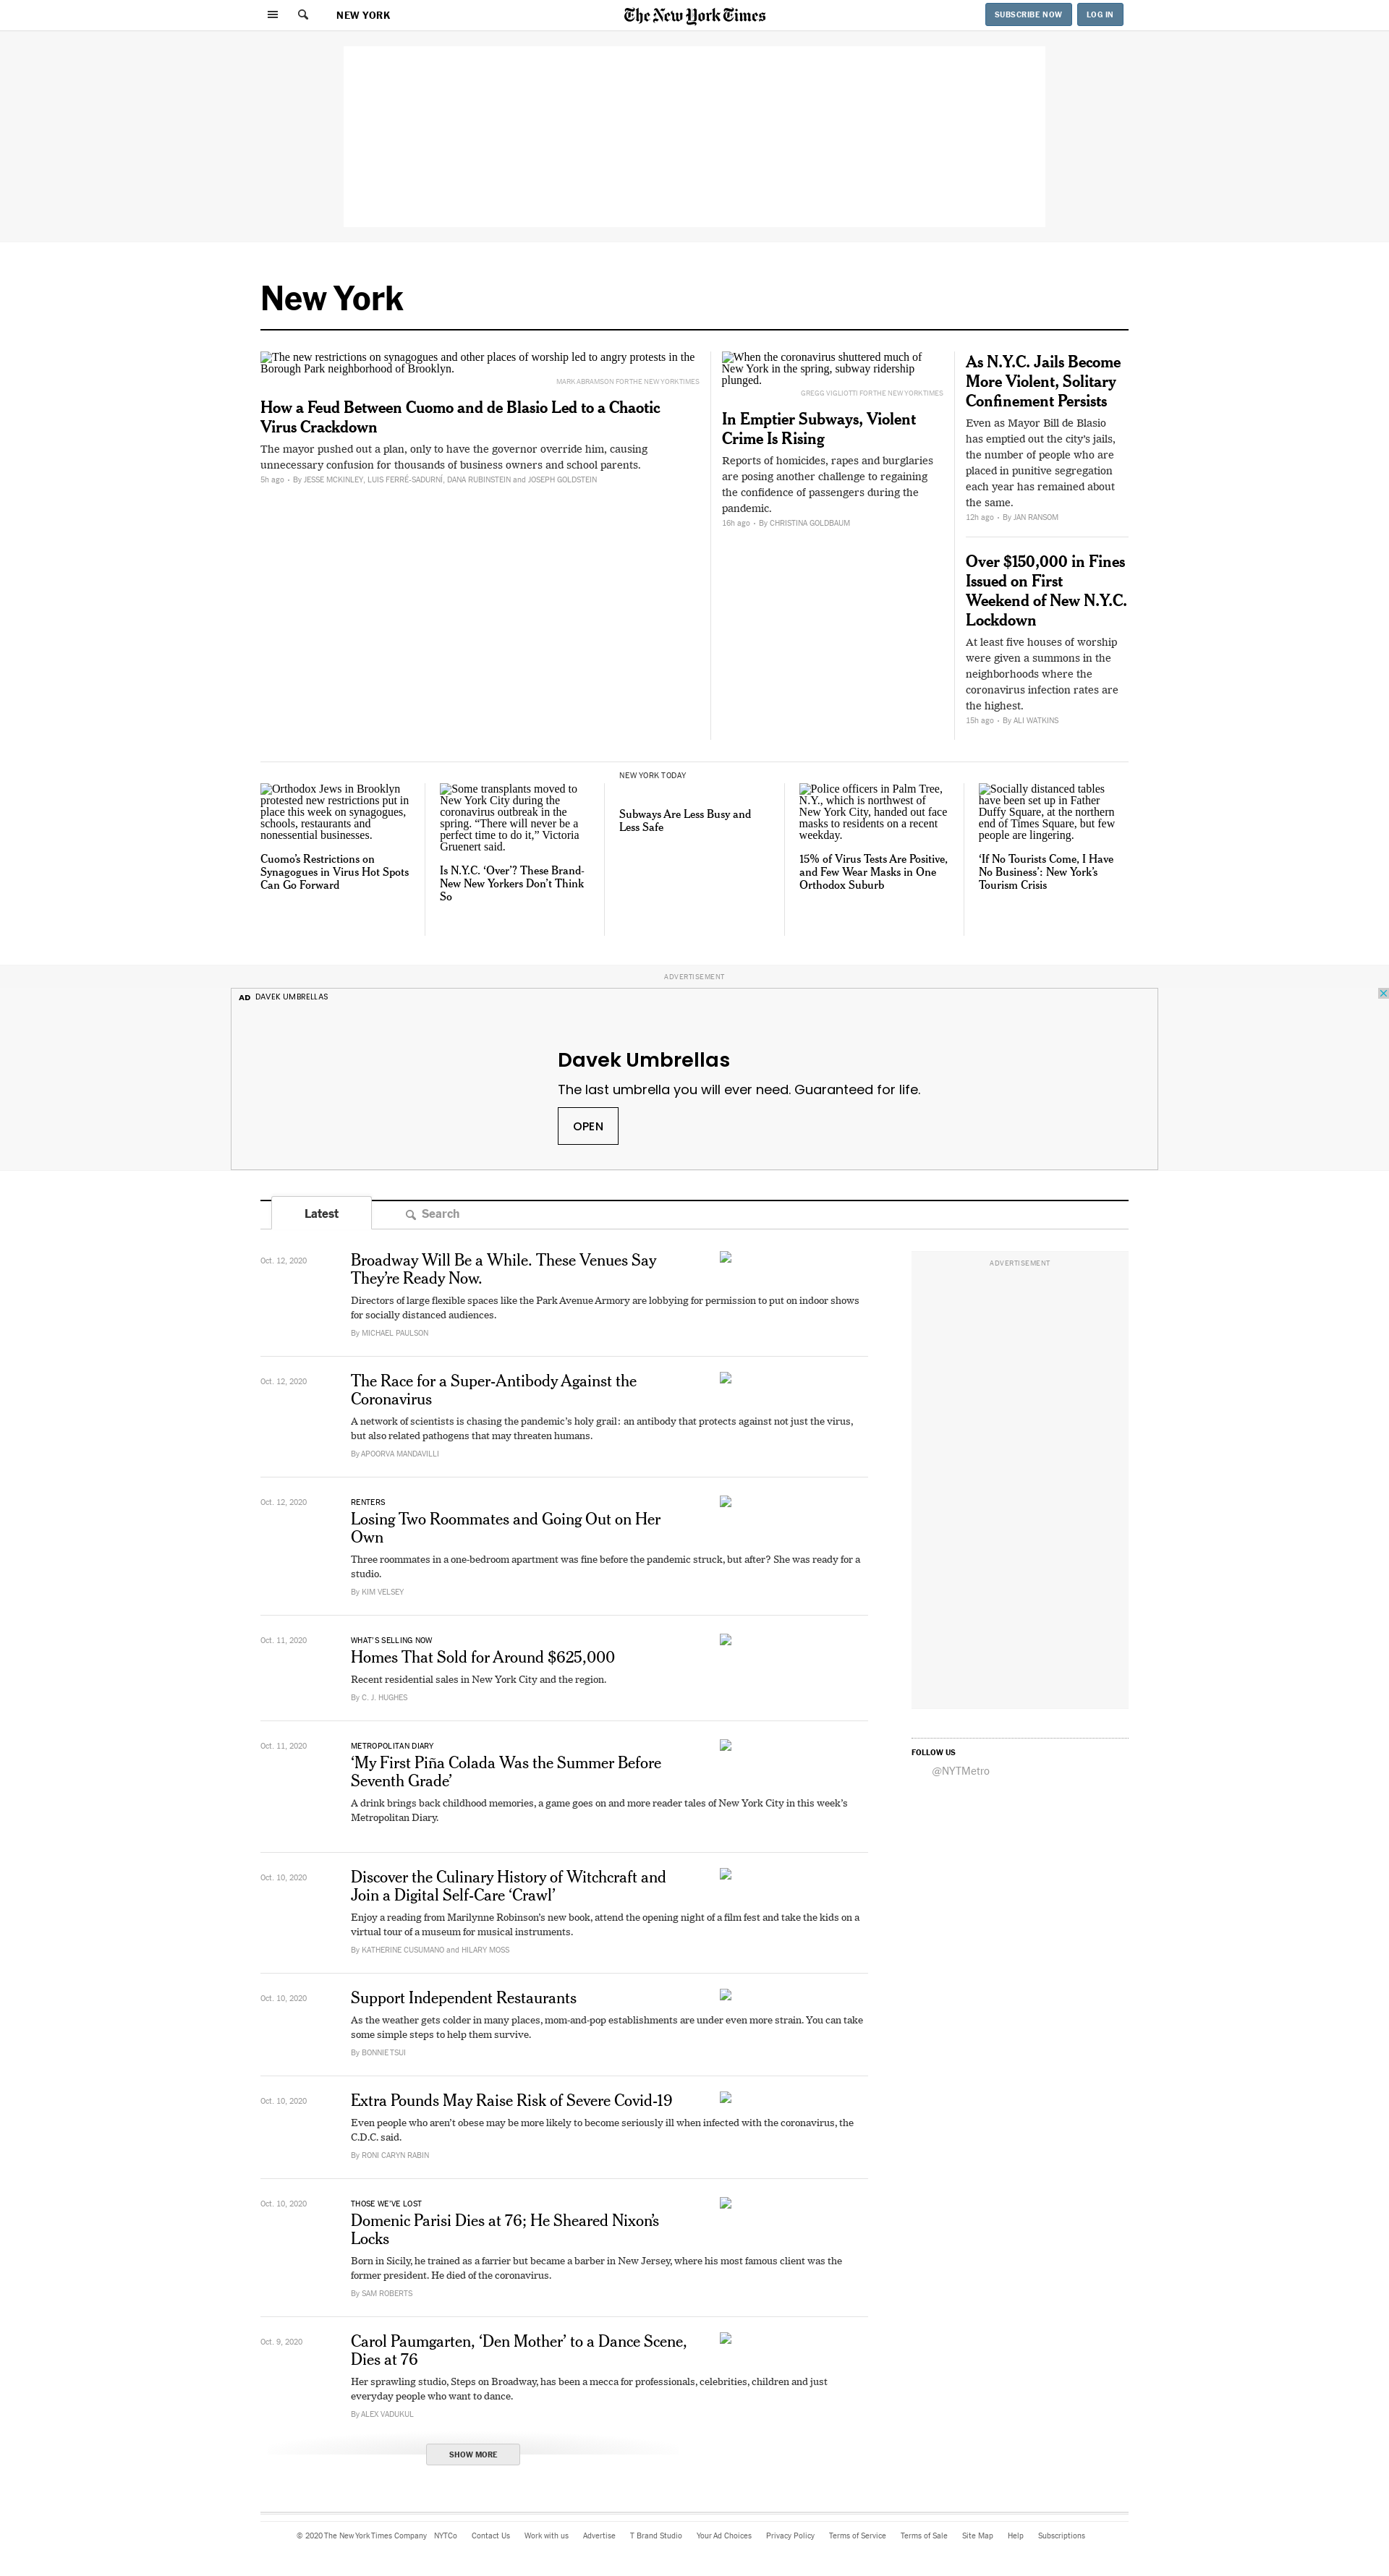 NEW YORK
The New York Times
SUBSCRIBE NOW
LOG IN
New York
The new restrictions on synagogues and other places of worship led to angry protests in the
Borough Park neighborhood of Brooklyn.
MARK ABRAMSON FOR THE NEW YORK TIMES
How a Feud Between Cuomo and de Blasio Led to a Chaotic
Virus Crackdown
The mayor pushed out a plan, only to have the governor override him, causing
unnecessary confusion for thousands of business owners and school parents.
5h ago • By JESSE MCKINLEY, LUIS FERRÉ-SADURNÍ, DANA RUBINSTEIN and JOSEPH GOLDSTEIN
When the coronavirus shuttered much of
New York in the spring, subway ridership
plunged.
GREGG VIGLIOTTI FOR THE NEW YORK TIMES
In Emptier Subways, Violent
Crime Is Rising
Reports of homicides, rapes and burglaries
are posing another challenge to regaining
the confidence of passengers during the
pandemic.
16h ago • By CHRISTINA GOLDBAUM
As N.Y.C. Jails Become
More Violent, Solitary
Confinement Persists
Even as Mayor Bill de Blasio
has emptied out the city's jails,
the number of people who are
placed in punitive segregation
each year has remained about
the same.
12h ago • By JAN RANSOM
Over $150,000 in Fines
Issued on First
Weekend of New N.Y.C.
Lockdown
At least five houses of worship
were given a summons in the
neighborhoods where the
coronavirus infection rates are
the highest.
15h ago • By ALI WATKINS
Orthodox Jews in Brooklyn
protested new restrictions put in
place this week on synagogues,
schools, restaurants and
nonessential businesses.
Cuomo's Restrictions on
Synagogues in Virus Hot Spots
Can Go Forward
Some transplants moved to
New York City during the
coronavirus outbreak in the
spring. “There will never be a
perfect time to do it,” Victoria
Gruenert said.
Is N.Y.C. ‘Over’? These Brand-
New New Yorkers Don’t Think
So
NEW YORK TODAY
Subways Are Less Busy and
Less Safe
Police officers in Palm Tree,
N.Y., which is northwest of
New York City, handed out face
masks to residents on a recent
weekday.
15% of Virus Tests Are Positive,
and Few Wear Masks in One
Orthodox Suburb
Socially distanced tables
have been set up in Father
Duffy Square, at the northern
end of Times Square, but few
people are lingering.
‘If No Tourists Come, I Have
No Business’: New York’s
Tourism Crisis
ADVERTISEMENT
AD DAVEK UMBRELLAS
Davek Umbrellas
The last umbrella you will ever need. Guaranteed for life.
OPEN
Latest
Search
Oct. 12, 2020
Broadway Will Be a While. These Venues Say
They’re Ready Now.
Directors of large flexible spaces like the Park Avenue Armory are lobbying for permission to put on indoor shows
for socially distanced audiences.
By MICHAEL PAULSON
ADVERTISEMENT
Oct. 12, 2020
The Race for a Super-Antibody Against the
Coronavirus
A network of scientists is chasing the pandemic’s holy grail: an antibody that protects against not just the virus,
but also related pathogens that may threaten humans.
By APOORVA MANDAVILLI
Oct. 12, 2020
RENTERS
Losing Two Roommates and Going Out on Her
Own
Three roommates in a one-bedroom apartment was fine before the pandemic struck, but after? She was ready for a
studio.
By KIM VELSEY
Oct. 11, 2020
WHAT’S SELLING NOW
Homes That Sold for Around $625,000
Recent residential sales in New York City and the region.
By C. J. HUGHES
Oct. 11, 2020
METROPOLITAN DIARY
‘My First Piña Colada Was the Summer Before
Seventh Grade’
A drink brings back childhood memories, a game goes on and more reader tales of New York City in this week’s
Metropolitan Diary.
FOLLOW US
@NYTMetro
Oct. 10, 2020
Discover the Culinary History of Witchcraft and
Join a Digital Self-Care ‘Crawl’
Enjoy a reading from Marilynne Robinson’s new book, attend the opening night of a film fest and take the kids on a
virtual tour of a museum for musical instruments.
By KATHERINE CUSUMANO and HILARY MOSS
Oct. 10, 2020
Support Independent Restaurants
As the weather gets colder in many places, mom-and-pop establishments are under even more strain. You can take
some simple steps to help them survive.
By BONNIE TSUI
Oct. 10, 2020
Extra Pounds May Raise Risk of Severe Covid-19
Even people who aren’t obese may be more likely to become seriously ill when infected with the coronavirus, the
C.D.C. said.
By RONI CARYN RABIN
Oct. 10, 2020
THOSE WE’VE LOST
Domenic Parisi Dies at 76; He Sheared Nixon’s
Locks
Born in Sicily, he trained as a farrier but became a barber in New Jersey, where his most famous client was the
former president. He died of the coronavirus.
By SAM ROBERTS
Oct. 9, 2020
Carol Paumgarten, ‘Den Mother’ to a Dance Scene,
Dies at 76
Her sprawling studio, Steps on Broadway, has been a mecca for professionals, celebrities, children and just
everyday people who want to dance.
By ALEX VADUKUL
SHOW MORE
© 2020 The New York Times Company NYTCo Contact Us Work with us Advertise T Brand Studio Your Ad Choices Privacy Policy Terms of Service Terms of Sale Site Map Help Subscriptions